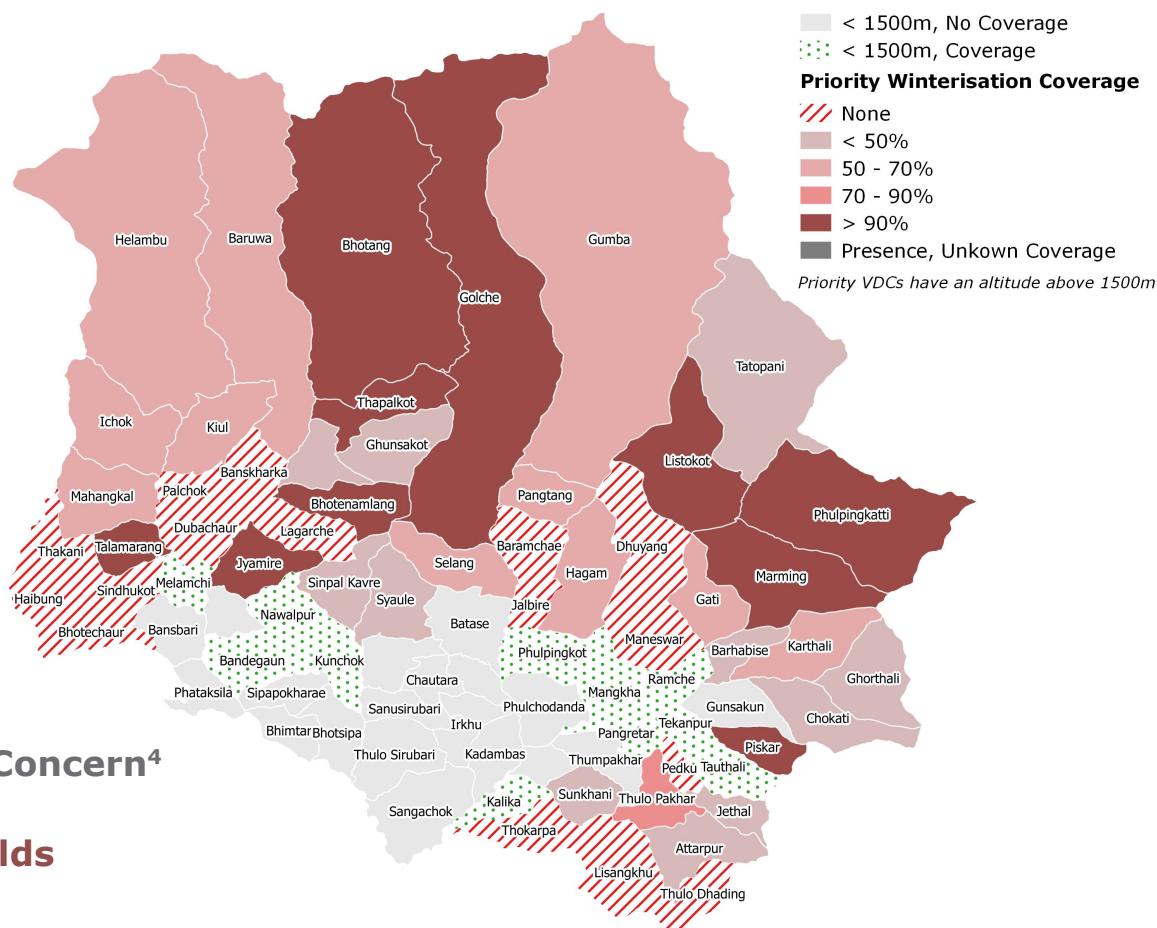 < 1500m, No Coverage
< 1500m, Coverage
Priority Winterisation Coverage
None
< 50%
50 - 70%
70 - 90%
> 90%
Presence, Unkown Coverage
Priority VDCs have an altitude above 1500m
Helambu
Baruwa
Bhotang
Gumba
Golche
Tatopani
Thapalkot
Ichok
Kiul
Ghunsakot
Listokot
Banskharka
Mahangkal
Palchok
Bhotenamlang
Pangtang
Phulpingkatti
Dubachaur
Lagarche
Thakani
Talamarang
Baramchae
Dhuyang
Jyamire
Selang
Hagam
Marming
Melamchi
Sinpal Kavre
Sindhukot
Haibung
Syaule
Jalbire
Gati
Nawalpur
Batase
Bhotechaur
Bansbari
Maneswar
Karthali
Barhabise
Phulpingkot
Bandegaun
Kunchok
Ramche
Ghorthali
Chautara
Phataksila
Sipapokharae
Mangkha
Sanusirubari
Phulchodanda
Gunsakun
Chokati
Irkhu
Tekanpur
Bhimtar
Bhotsipa
Pangretar
Piskar
Thulo Sirubari
Kadambas
Thumpakhar
Pedku
Tauthali
Concern4
Sunkhani
Thulo Pakhar
Kalika
Sangachok
Jethal
Thokarpa
Attarpur
lds
Lisangkhu
Thulo Dhading